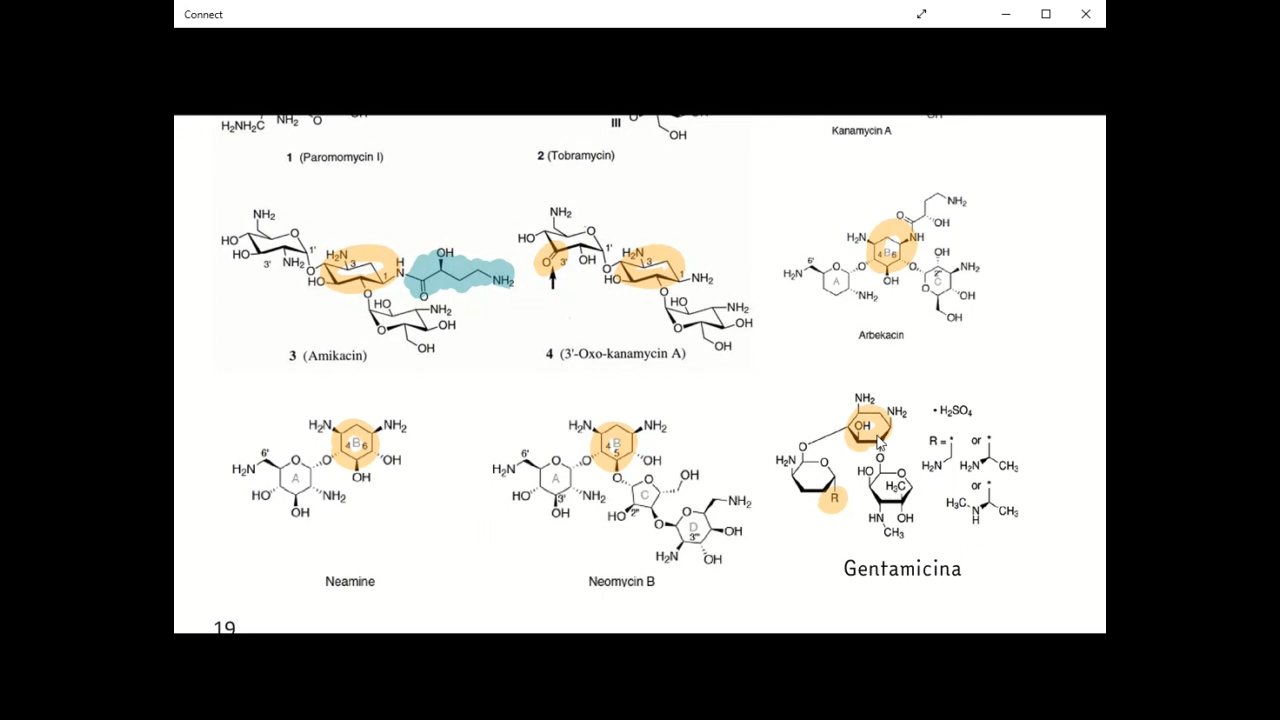 Connect
H₂NH₂C NH₂ O
III O OH
1 (Paromomycin I)
2 (Tobramycin)
Kanamycin A
NH₂
HO
HO
O
3'
NH₂
1'
O
H₂N
3
HO
1
H
N
OH
O
NH₂
O
HO
NH₂
O
OH
OH
3 (Amikacin)
NH₂
HO
O
3'
OH
1'
O
H₂N
3
HO
1
NH₂
O
HO
NH₂
O
OH
OH
4 (3'-Oxo-kanamycin A)
NH₂
O
OH
NH
H₂N
4 B 6
6'
H₂N
O
O
A
NH₂
OH
O
OH
NH₂
O
C
OH
OH
Arbekacin
H₂N
NH₂
4 B 6
6'
H₂N
O
O
OH
A
OH
HO
NH₂
OH
Neamine
H₂N
NH₂
4 B
5
6'
H₂N
O
O
OH
A
O
HO
3'
NH₂
OH
O
OH
C
HO
2"
O
O
NH₂
D
OH
3'''
H₂N
OH
Neomycin B
NH₂
NH₂
OH
O
O
H₂N
O
R
HO
O
H₃C
HN
OH
CH₃
• H₂SO₄
R = * or *
H₂N H₂N CH₃
or *
H₃C N CH₃
H
Gentamicina
19